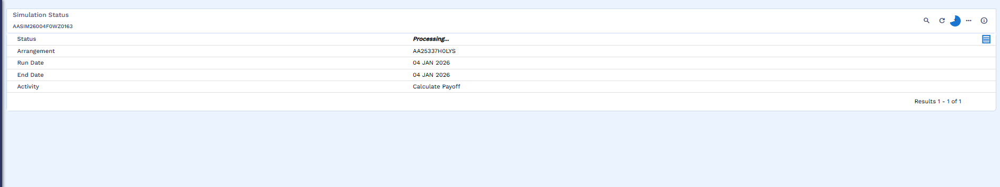 Simulation Status
AASIM26004F0WZ0163
Status Processing...
Arrangement AA25337H0LYS
Run Date 04 JAN 2026
End Date 04 JAN 2026
Activity Calculate Payoff
Results 1 - 1 of 1